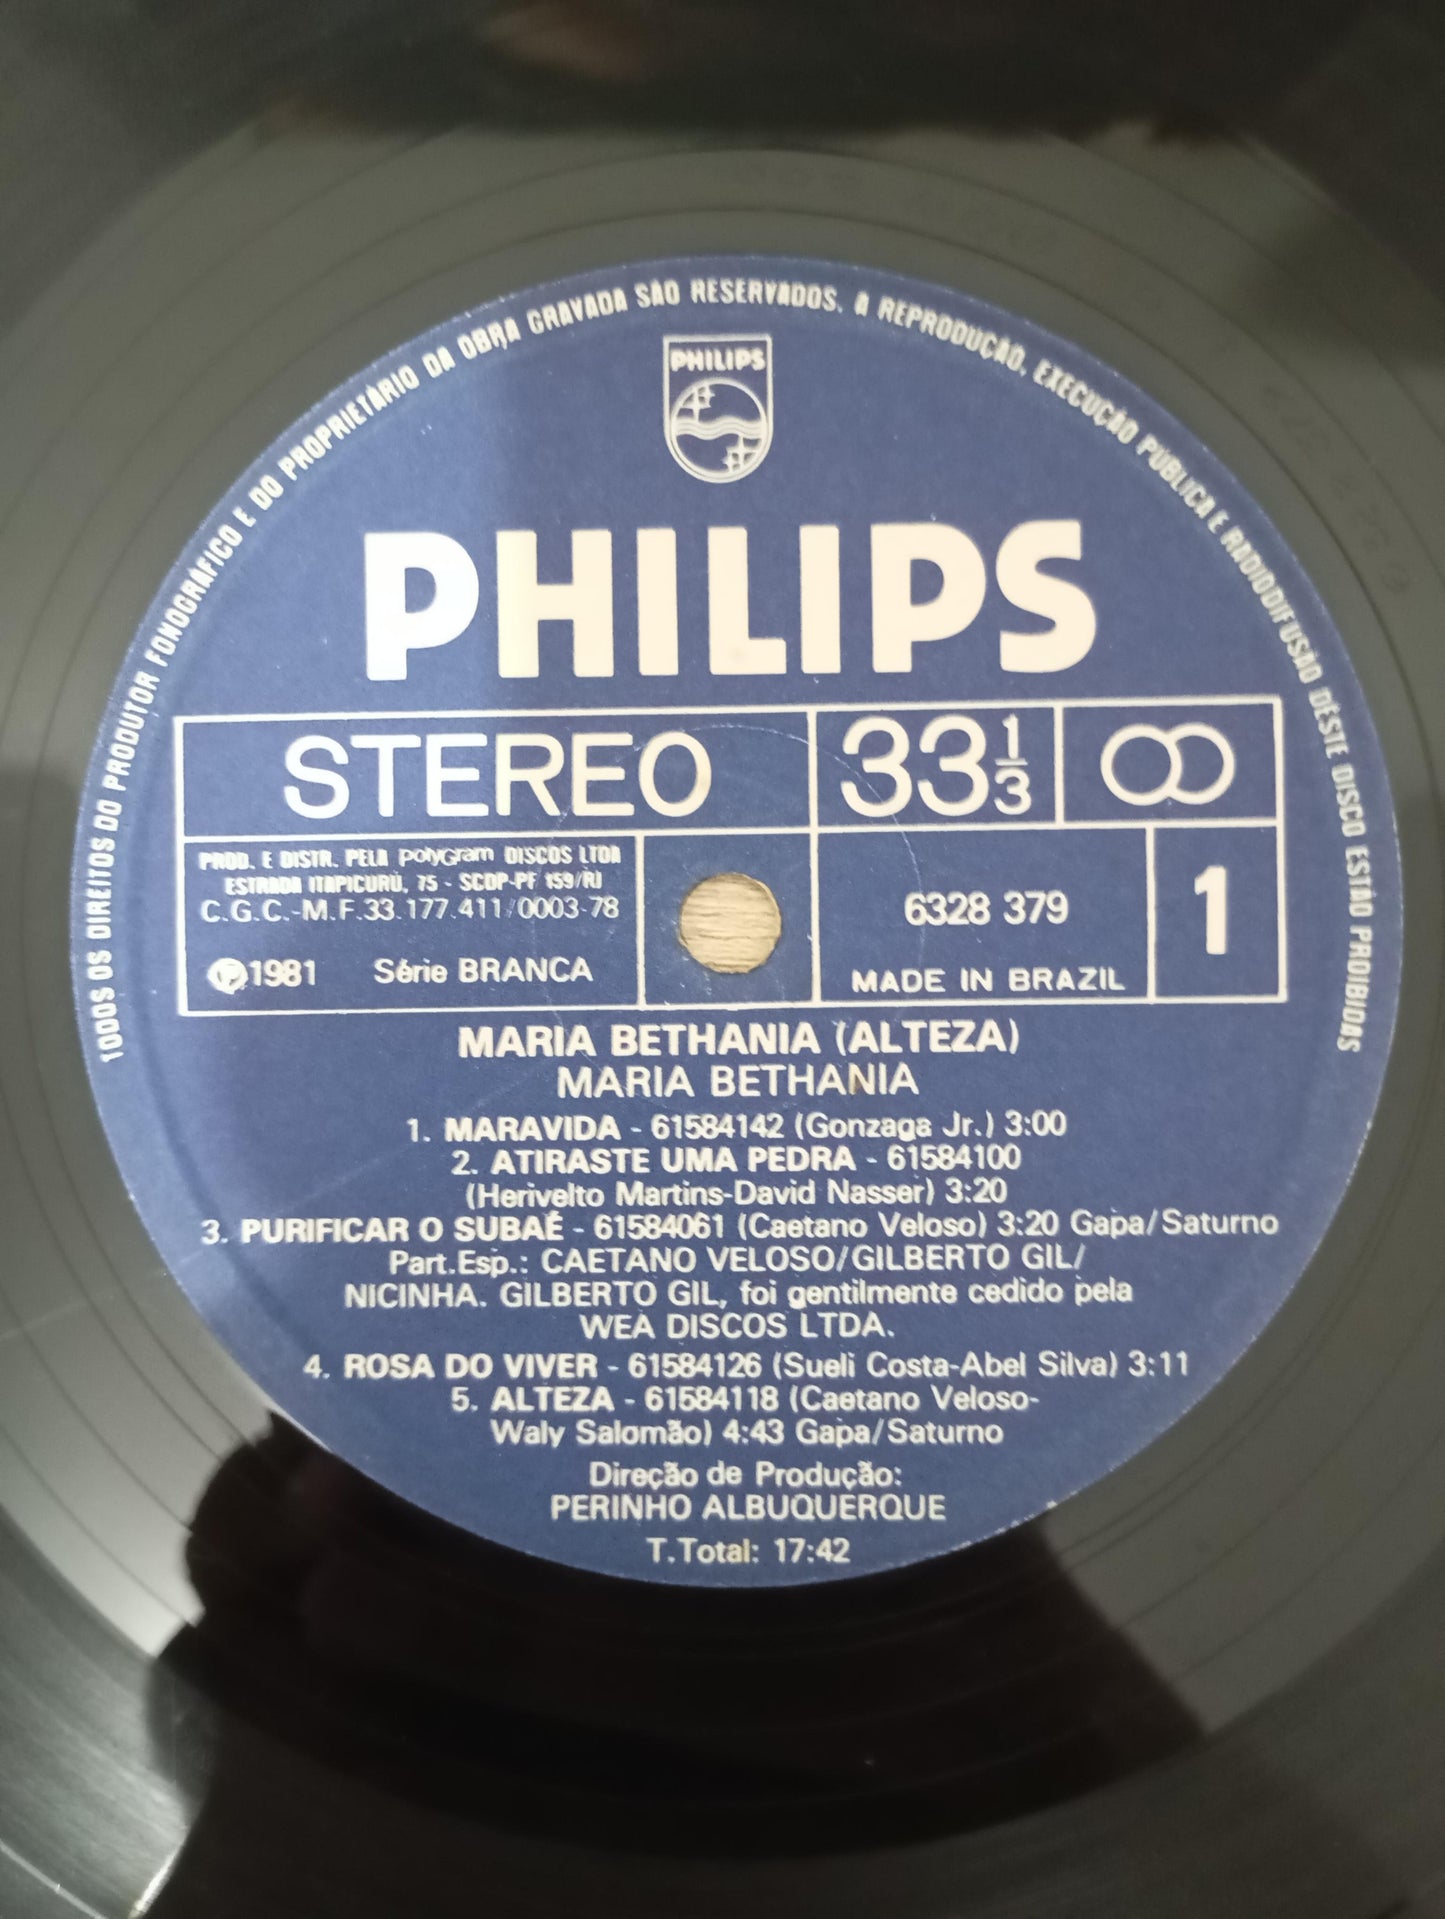 TODOS OS DIREITOS DO PRODUTOR FONOGRÁFICO E DO PROPRIETÁRIO DA OBRA GRAVADA SÃO RESERVADOS. A REPRODUÇÃO, EXECUÇÃO PÚBLICA E RADIODIFUSÃO DÊSTE DISCO ESTÃO PROIBIDAS
PHILIPS
PHILIPS
STEREO
33 1/3
PROD. E DISTR. PELA polyGram DISCOS LTDA
ESTRADA ITAPICURÚ, 75 - SCDP-PF 159/RJ
C.G.C.-M.F.33.177.411/0003-78
℗ 1981 Série BRANCA
6328 379
MADE IN BRAZIL
1
MARIA BETHANIA (ALTEZA)
MARIA BETHANIA
1. MARAVIDA - 61584142 (Gonzaga Jr.) 3:00
2. ATIRASTE UMA PEDRA - 61584100
(Herivelto Martins-David Nasser) 3:20
3. PURIFICAR O SUBAÉ - 61584061 (Caetano Veloso) 3:20 Gapa/Saturno
Part.Esp.: CAETANO VELOSO/GILBERTO GIL/
NICINHA. GILBERTO GIL, foi gentilmente cedido pela
WEA DISCOS LTDA.
4. ROSA DO VIVER - 61584126 (Sueli Costa-Abel Silva) 3:11
5. ALTEZA - 61584118 (Caetano Veloso-
Waly Salomão) 4:43 Gapa/Saturno
Direção de Produção:
PERINHO ALBUQUERQUE
T.Total: 17:42